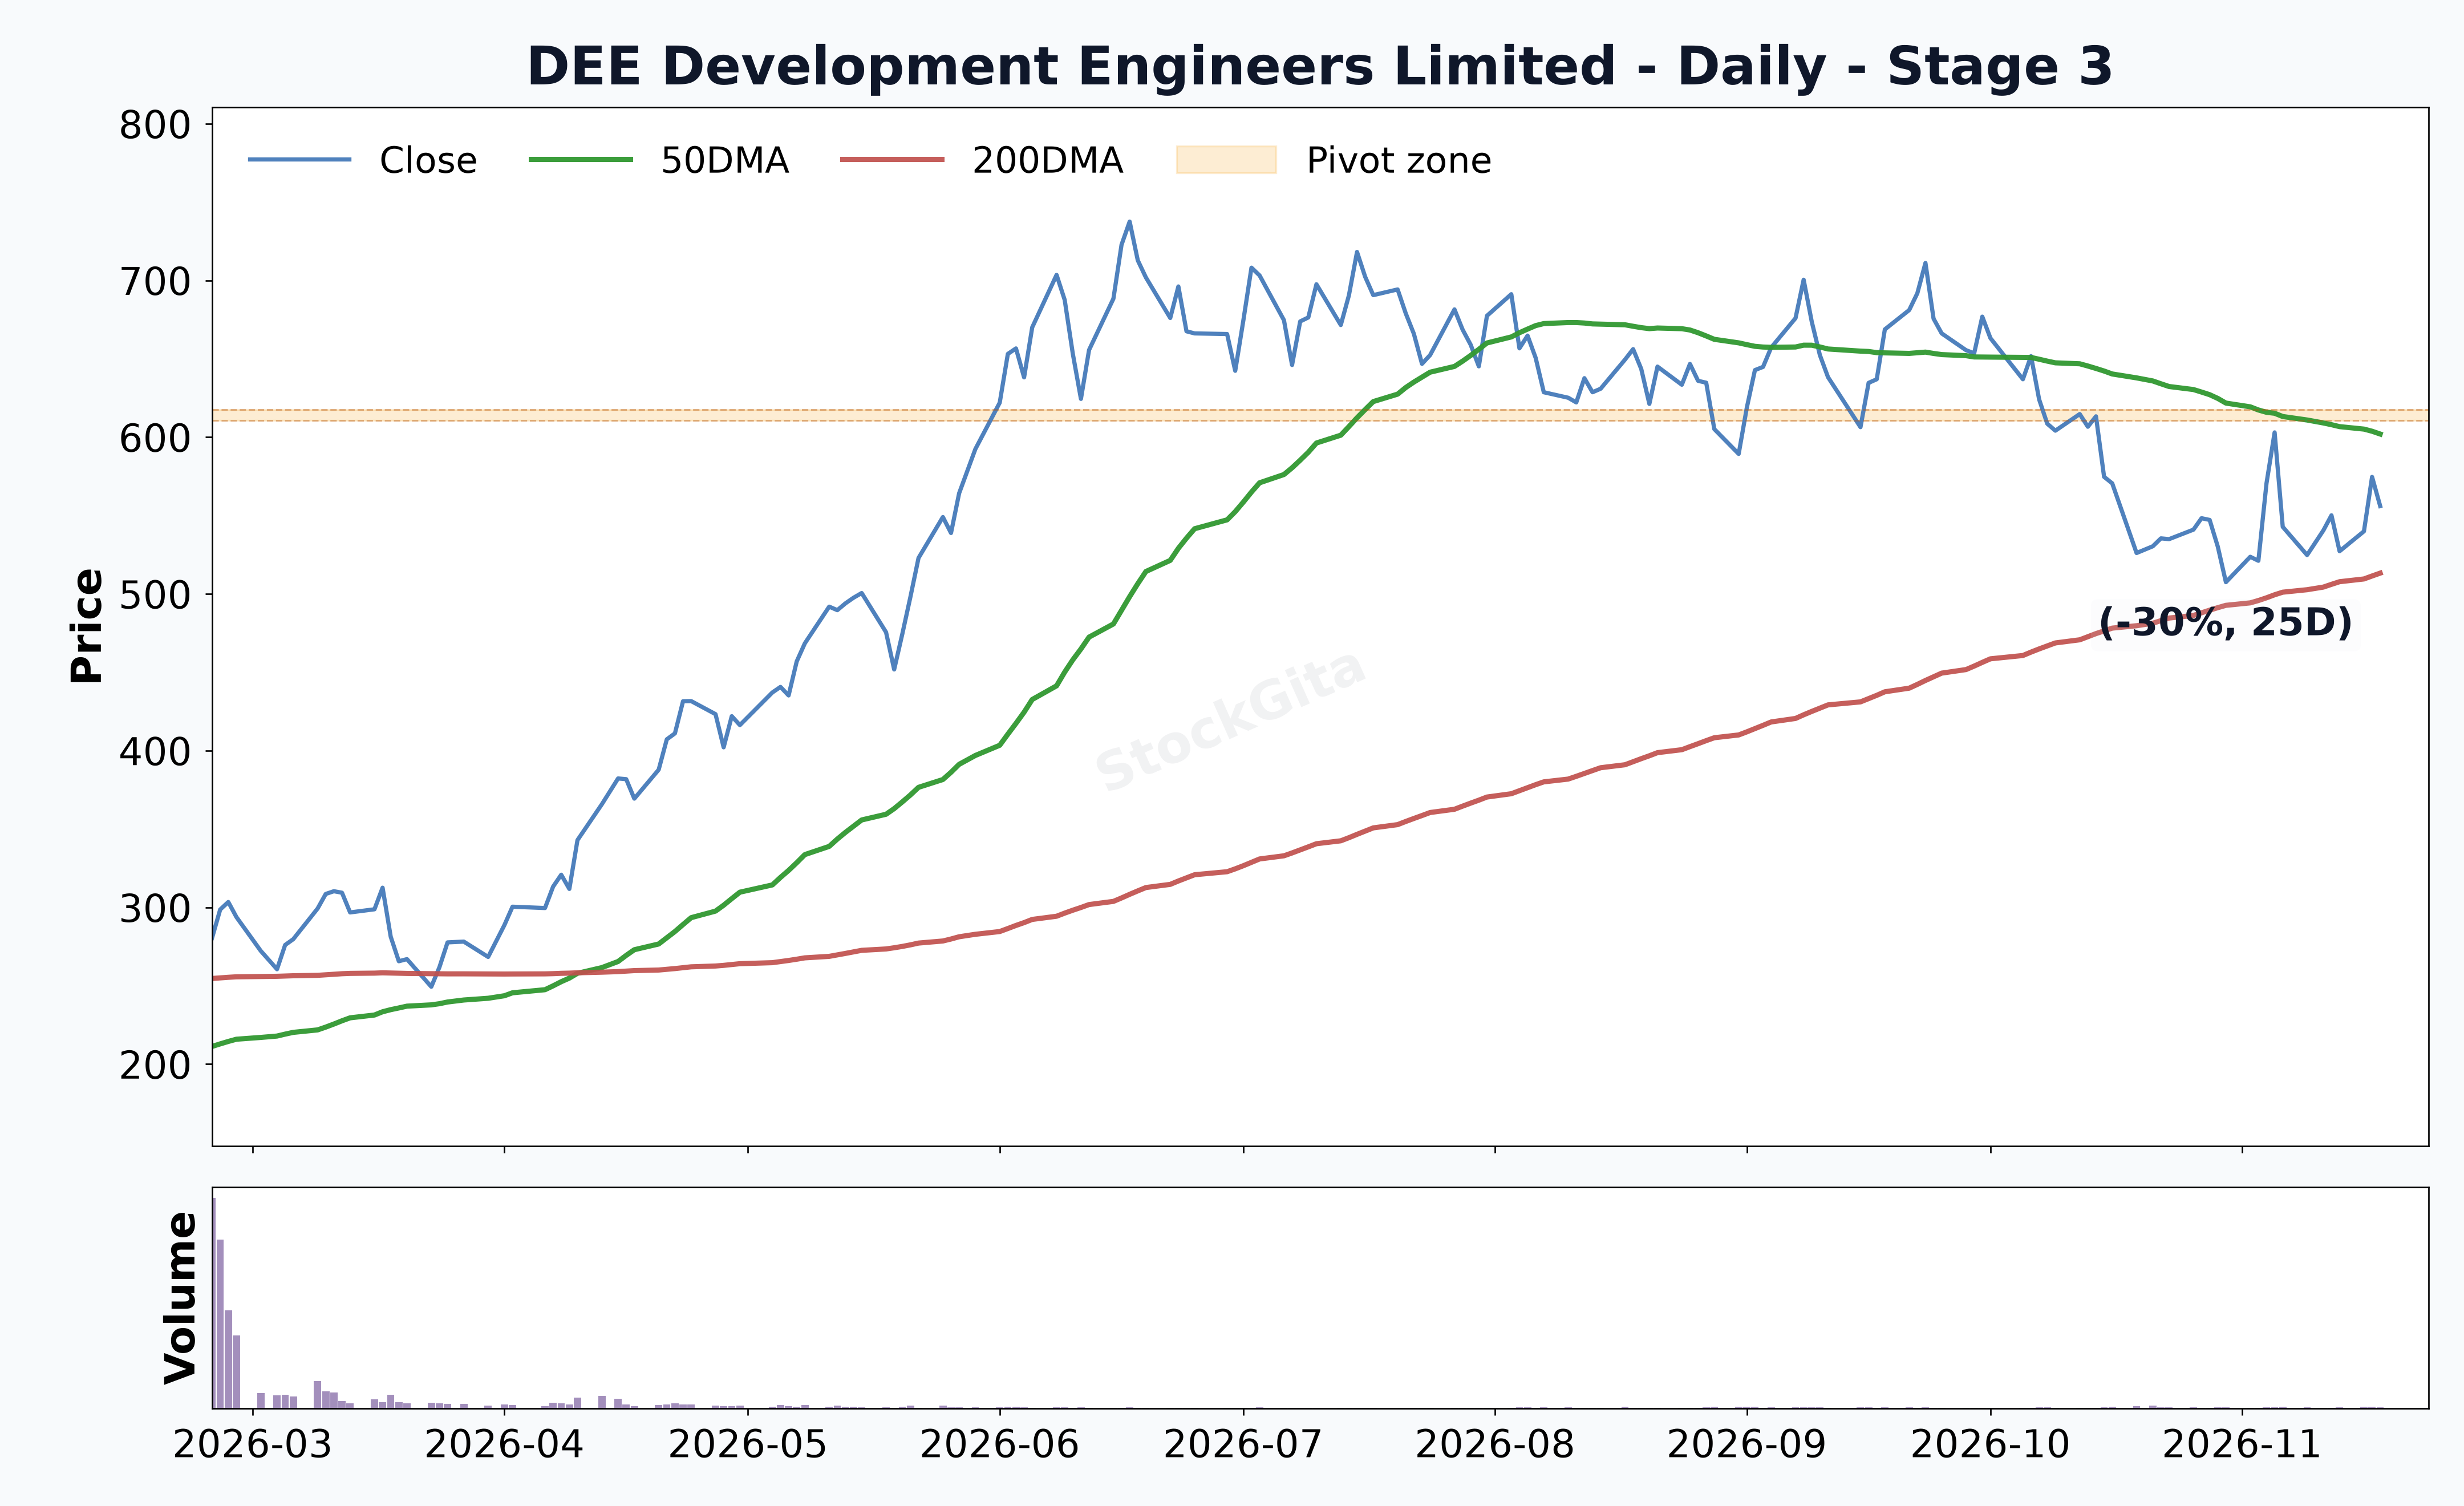 DEE Development Engineers Limited - Daily - Stage 3
Close 50DMA 200DMA Pivot zone
800
700
600
500
400
300
200
Price
(-30%, 25D)
StockGita
Volume
2026-03 2026-04 2026-05 2026-06 2026-07 2026-08 2026-09 2026-10 2026-11